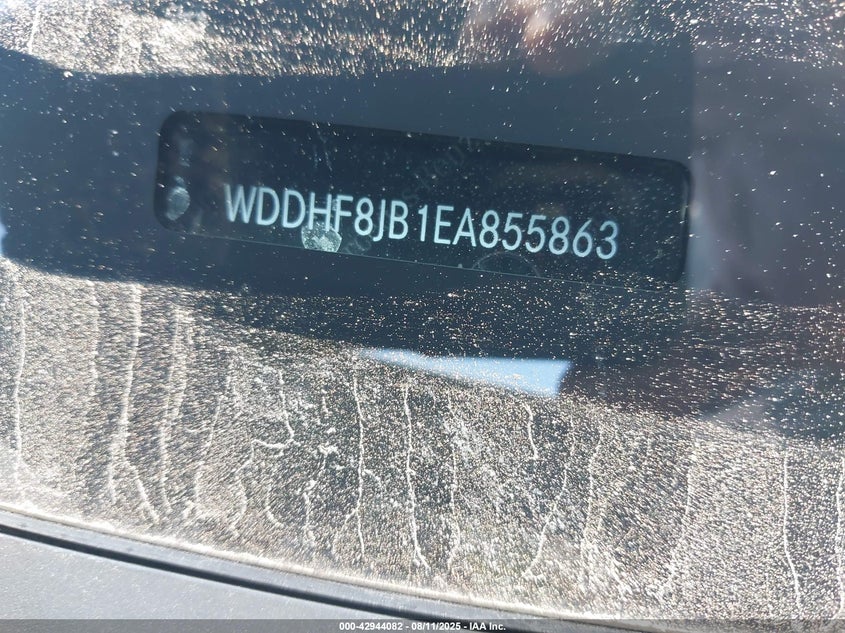 WDDHF8JB1EA855863
000-42944082 - 08/11/2025 - IAA Inc.